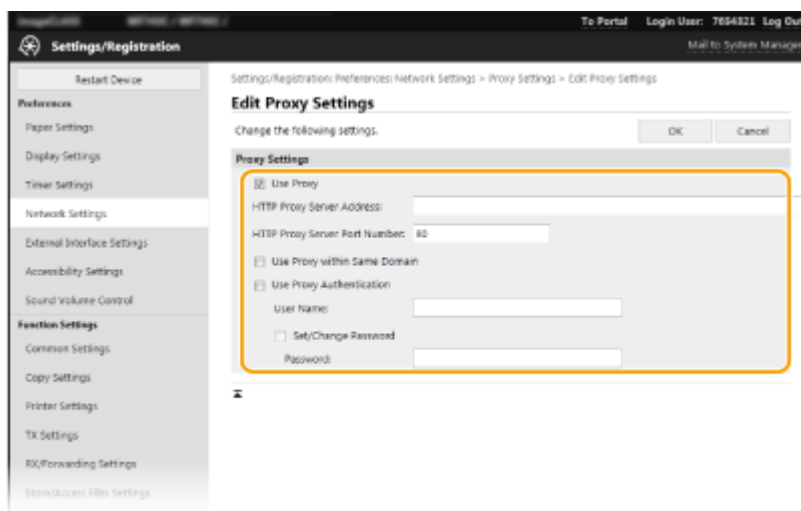 To Portal Login User: 7654321 Log Out
Settings/Registration
Mail to System Manager
Restart Device
Preferences
Paper Settings
Display Settings
Timer Settings
Network Settings
External Interface Settings
Accessibility Settings
Sound Volume Control
Function Settings
Common Settings
Copy Settings
Printer Settings
TX Settings
RX/Forwarding Settings
Store/Access Files Settings
Settings/Registration: Preferences: Network Settings > Proxy Settings > Edit Proxy Settings
Edit Proxy Settings
Change the following settings.
OK
Cancel
Proxy Settings
Use Proxy
HTTP Proxy Server Address:
HTTP Proxy Server Port Number: 80
Use Proxy within Same Domain
Use Proxy Authentication
User Name:
Set/Change Password
Password: